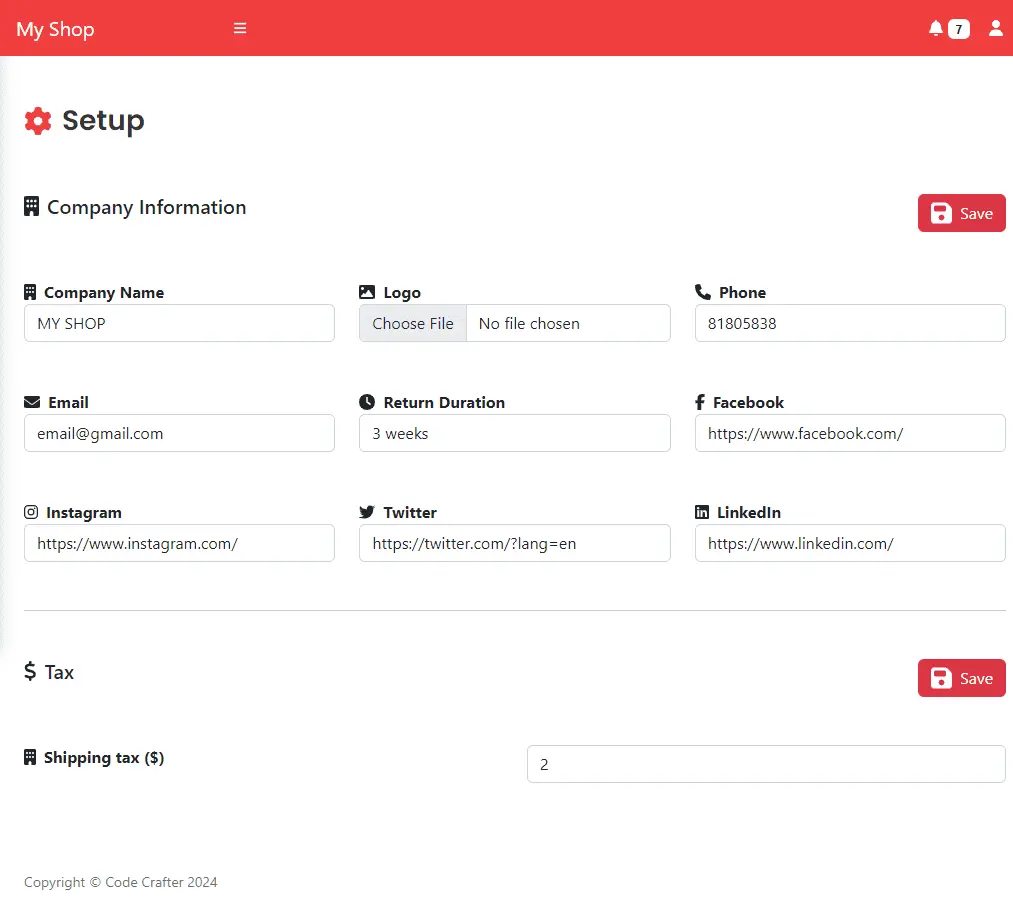 My Shop
7
Setup
Company Information
Save
Company Name
Logo
Phone
MY SHOP
Choose File
No file chosen
81805838
Email
Return Duration
Facebook
email@gmail.com
3 weeks
https://www.facebook.com/
Instagram
Twitter
LinkedIn
https://www.instagram.com/
https://twitter.com/?lang=en
https://www.linkedin.com/
$ Tax
Save
Shipping tax ($)
2
Copyright © Code Crafter 2024